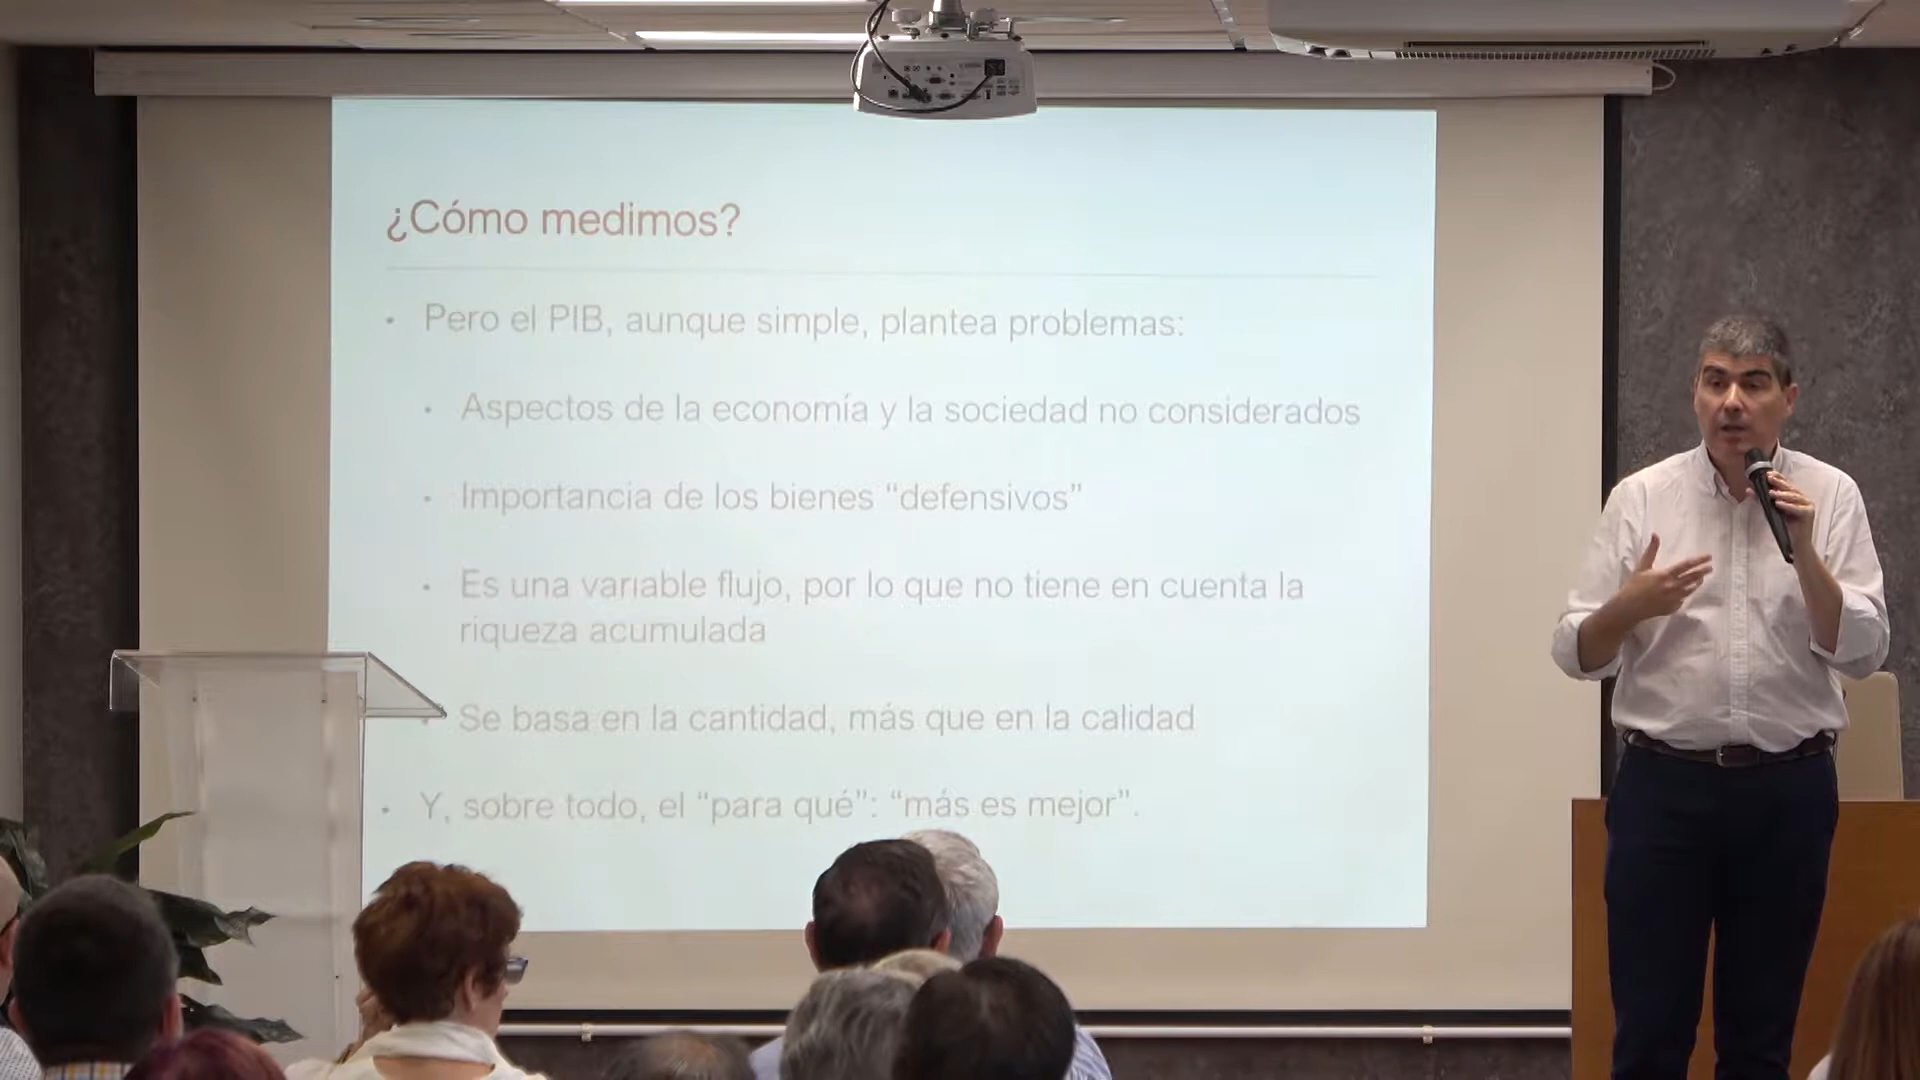 ¿Cómo medimos?
• Pero el PIB, aunque simple, plantea problemas:
• Aspectos de la economía y la sociedad no considerados
• Importancia de los bienes “defensivos”
• Es una variable flujo, por lo que no tiene en cuenta la
riqueza acumulada
• Se basa en la cantidad, más que en la calidad
• Y, sobre todo, el “para qué”: “más es mejor”.